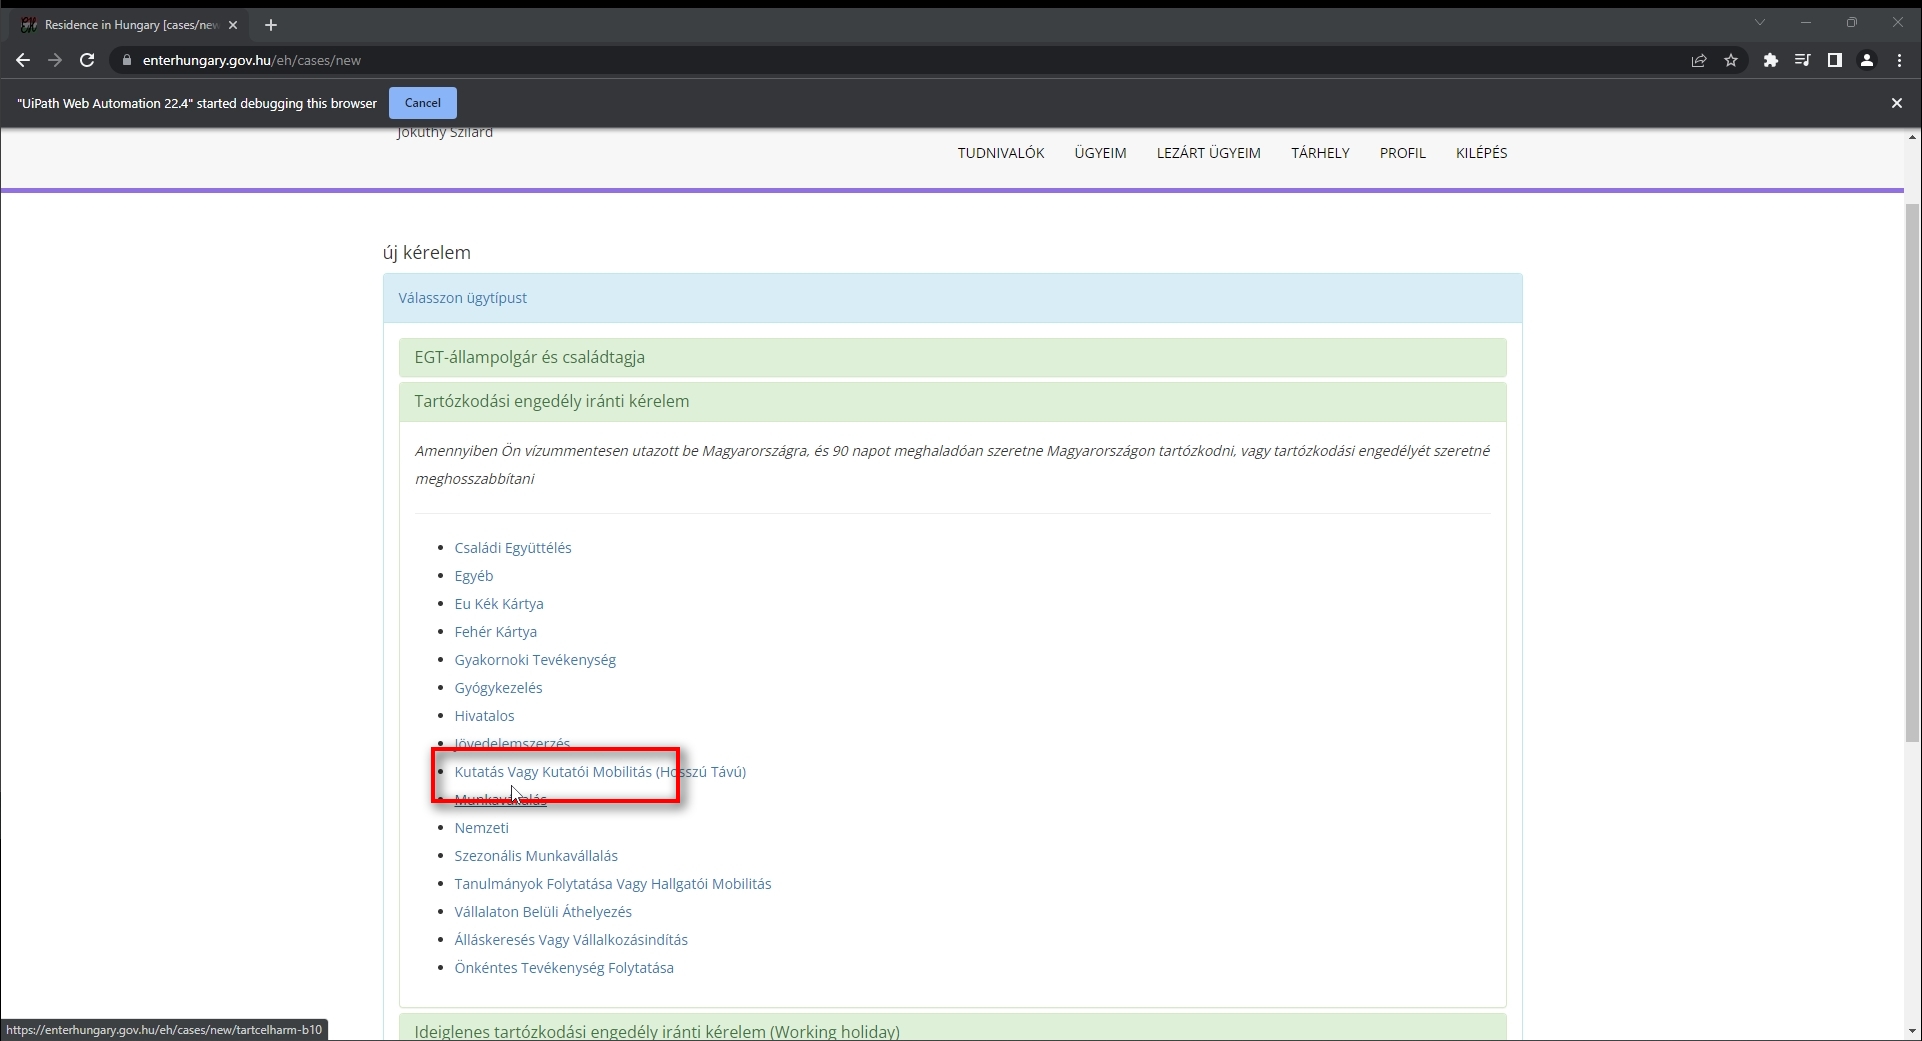 Residence in Hungary [cases/new
enterhungary.gov.hu/eh/cases/new
"UiPath Web Automation 22.4" started debugging this browser
Cancel
Jókuthy Szilárd
TUDNIVALÓK ÜGYEIM LEZÁRT ÜGYEIM TÁRHELY PROFIL KILÉPÉS
új kérelem
Válasszon ügytípust
EGT-állampolgár és családtagja
Tartózkodási engedély iránti kérelem
Amennyiben Ön vízummentesen utazott be Magyarországra, és 90 napot meghaladóan szeretne Magyarországon tartózkodni, vagy tartózkodási engedélyét szeretné
meghosszabbítani
Családi Együttélés
Egyéb
Eu Kék Kártya
Fehér Kártya
Gyakornoki Tevékenység
Gyógykezelés
Hivatalos
Jövedelemszerzés
Kutatás Vagy Kutatói Mobilitás (Hosszú Távú)
Munkavállalás
Nemzeti
Szezonális Munkavállalás
Tanulmányok Folytatása Vagy Hallgatói Mobilitás
Vállalaton Belüli Áthelyezés
Álláskeresés Vagy Vállalkozásindítás
Önkéntes Tevékenység Folytatása
Ideiglenes tartózkodási engedély iránti kérelem (Working holiday)
https://enterhungary.gov.hu/eh/cases/new/tartcelharm-b10